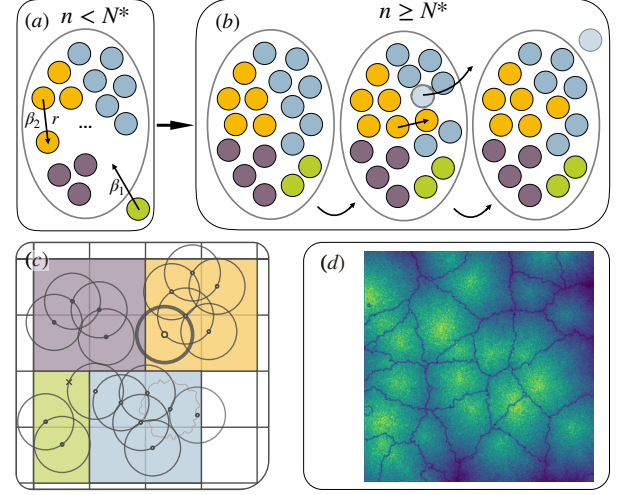 (a) n < N*
β₂ r
...
β₁
(b) n ≥ N*
(c)
(d)